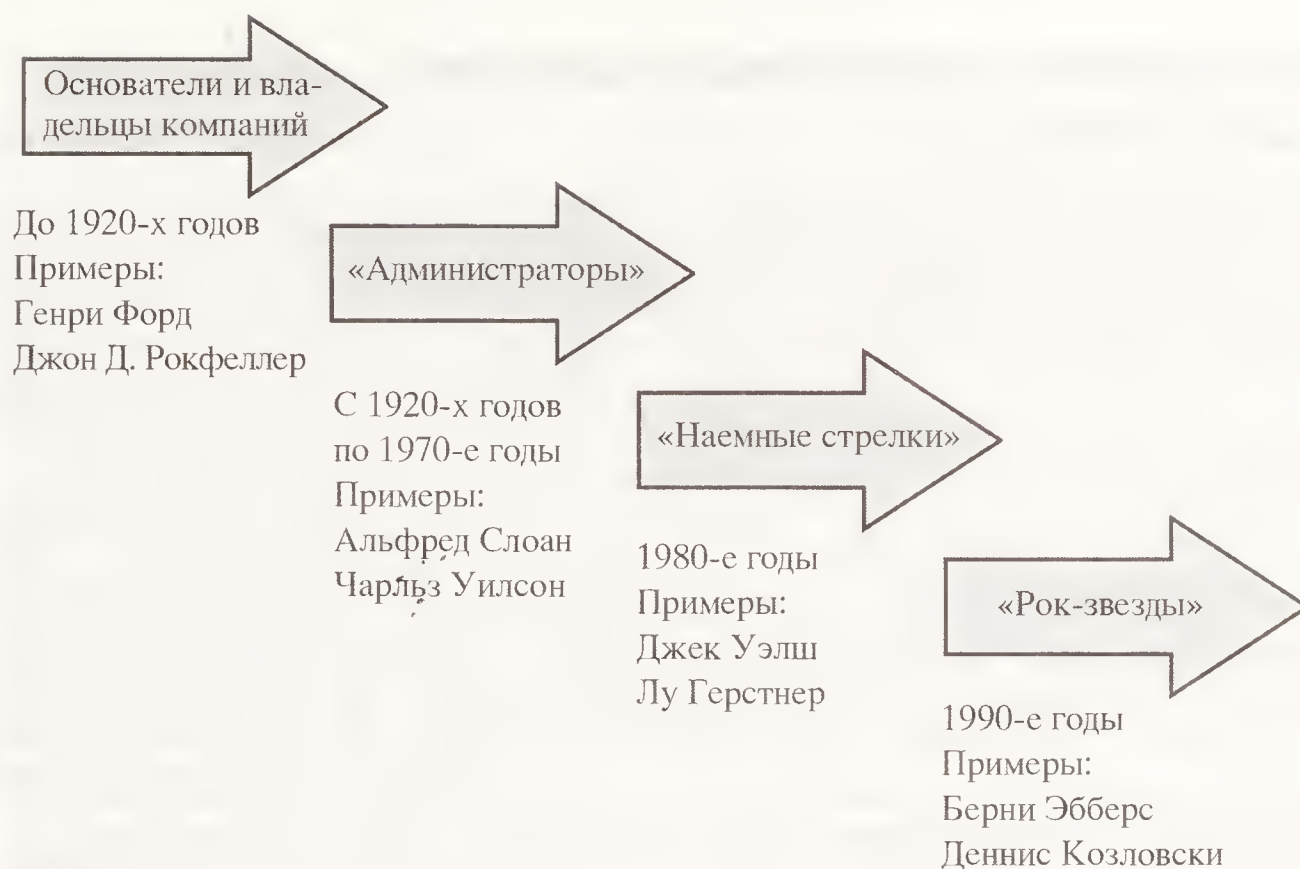 Основатели и вла-
дельцы компаний
До 1920-х годов
Примеры:
Генри Форд
Джон Д. Рокфеллер
«Администраторы»
С 1920-х годов
по 1970-е годы
Примеры:
Альфред Слоан
Чарльз Уилсон
«Наемные стрелки»
1980-е годы
Примеры:
Джек Уэлш
Лу Герстнер
«Рок-звезды»
1990-е годы
Примеры:
Берни Эбберс
Деннис Козловски